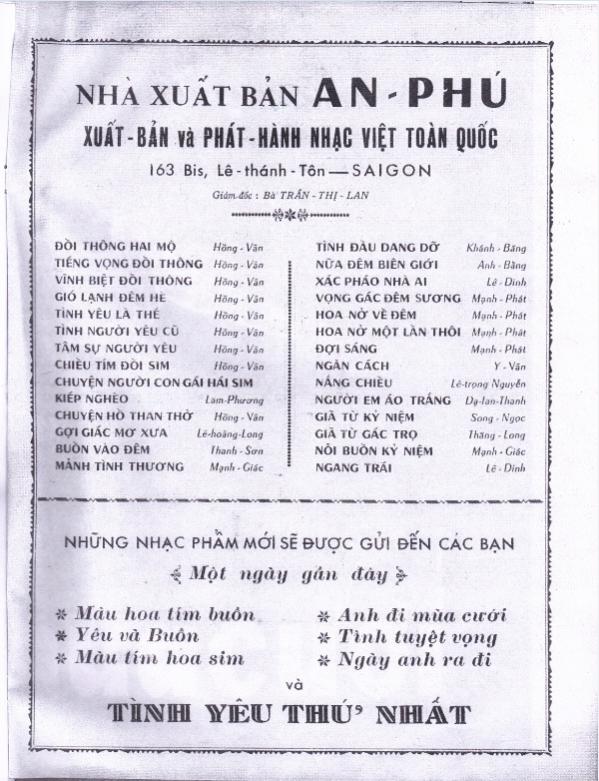 NHÀ XUẤT BẢN AN-PHÚ
XUẤT-BẢN và PHÁT-HÀNH NHẠC VIỆT TOÀN QUỐC
163 Bis, Lê-thánh-Tôn — SAIGON
Giám-đốc : Bà TRẦN-THỊ-LAN
ĐỒI THÔNG HAI MỘ Hồng-Vân
TIẾNG VỌNG ĐỒI THÔNG Hồng-Vân
VĨNH BIỆT ĐỒI THÔNG Hồng-Vân
GIÓ LẠNH ĐÊM HÈ Hồng-Vân
TÌNH YÊU LÀ THẾ Hồng-Vân
TÌNH NGƯỜI YÊU CŨ Hồng-Vân
TÂM SỰ NGƯỜI YÊU Hồng-Vân
CHIỀU TÍM ĐỒI SIM Hồng-Vân
CHUYỆN NGƯỜI CON GÁI HÁI SIM
KIẾP NGHÈO Lam-Phương
CHUYỆN HỒ THAN THỞ Hồng-Vân
GỢI GIẤC MƠ XƯA Lê-hoàng-Long
BUỒN VÀO ĐÊM Thanh-Sơn
MẢNH TÌNH THƯƠNG Mạnh-Giác
TÌNH ĐẦU DANG DỞ Khánh-Băng
NỬA ĐÊM BIÊN GIỚI Anh-Bằng
XÁC PHÁO NHÀ AI Lê-Dinh
VỌNG GÁC ĐÊM SƯƠNG Mạnh-Phát
HOA NỞ VỀ ĐÊM Mạnh-Phát
HOA NỞ MỘT LẦN THÔI Mạnh-Phát
ĐỢI SÁNG Mạnh-Phát
NGĂN CÁCH Y-Vân
NẮNG CHIỀU Lê-trọng Nguyễn
NGƯỜI EM ÁO TRẮNG Dạ-lan-Thanh
GIÃ TỪ KỶ NIỆM Song-Ngọc
GIÃ TỪ GÁC TRỌ Thăng-Long
NỖI BUỒN KỶ NIỆM Mạnh-Giác
NGANG TRÁI Lê-Dinh
NHỮNG NHẠC PHẨM MỚI SẼ ĐƯỢC GỬI ĐẾN CÁC BẠN
Một ngày gần đây
* Màu hoa tím buồn
* Yêu và Buồn
* Màu tím hoa sim
* Anh đi mùa cưới
* Tình tuyệt vọng
* Ngày anh ra đi
và
TÌNH YÊU THỨ NHẤT